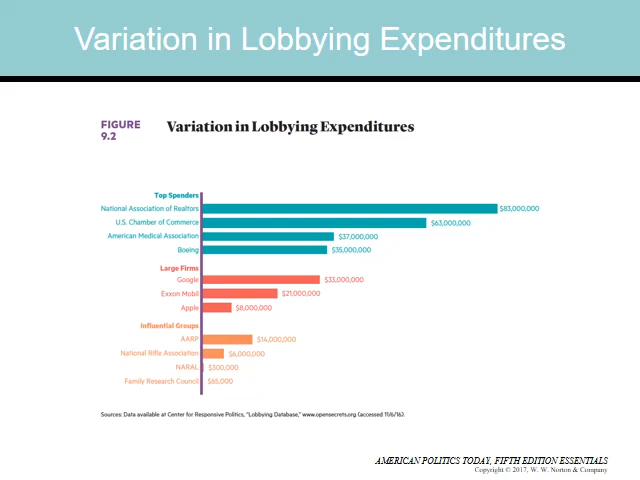 Variation in Lobbying Expenditures
FIGURE
9.2
Variation in Lobbying Expenditures
Top Spenders
National Association of Realtors $83,000,000
U.S. Chamber of Commerce $63,000,000
American Medical Association $37,000,000
Boeing $35,000,000
Large Firms
Google $33,000,000
Exxon Mobil $21,000,000
Apple $8,000,000
Influential Groups
AARP $14,000,000
National Rifle Association $6,000,000
NARAL $300,000
Family Research Council $65,000
Sources: Data available at Center for Responsive Politics, "Lobbying Database," www.opensecrets.org (accessed 11/6/16).
AMERICAN POLITICS TODAY, FIFTH EDITION ESSENTIALS
Copyright © 2017, W. W. Norton & Company